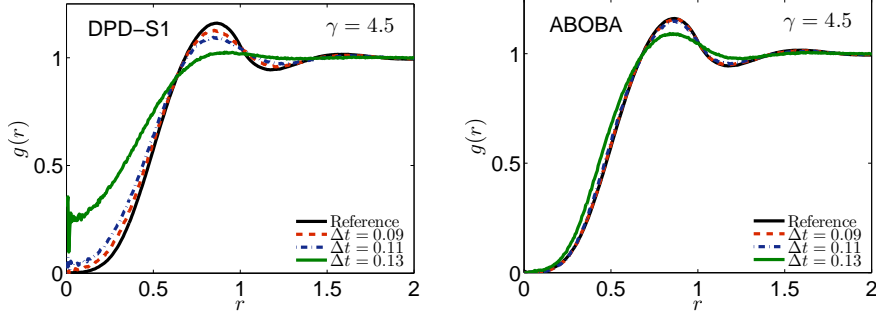 DPD−S1
γ = 4.5
g(r)
1
0.5
0
Reference
Δt = 0.09
Δt = 0.11
Δt = 0.13
0
0.5
1
1.5
2
r
ABOBA
γ = 4.5
g(r)
1
0.5
0
Reference
Δt = 0.09
Δt = 0.11
Δt = 0.13
0
0.5
1
1.5
2
r